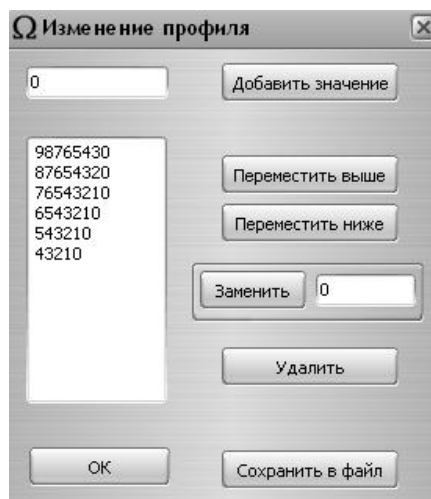 Ω Изменение профиля
0
Добавить значение
98765430
87654320
76543210
6543210
543210
43210
Переместить выше
Переместить ниже
Заменить
0
Удалить
OK
Сохранить в файл